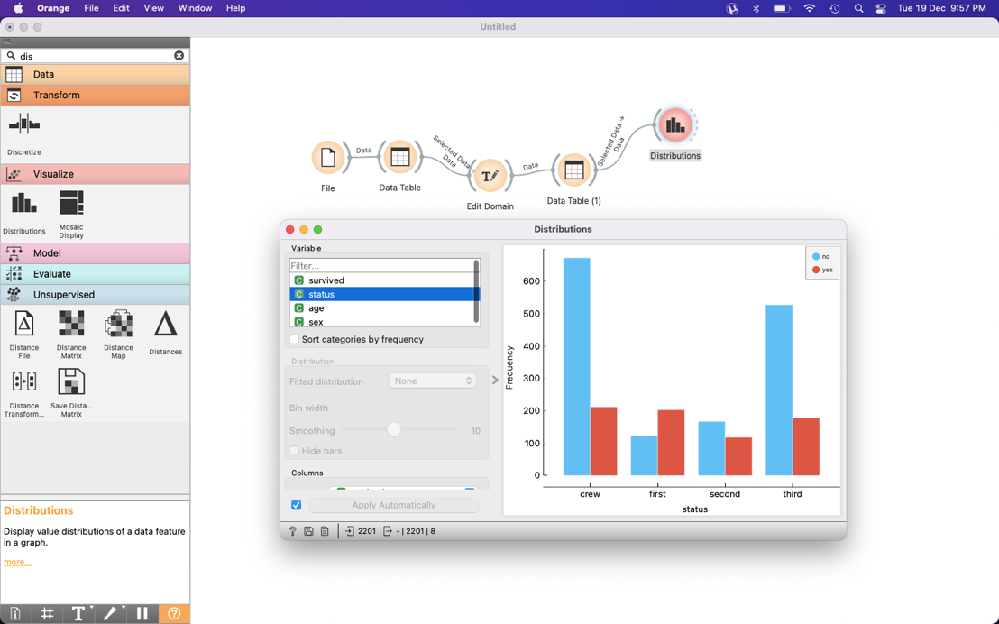 Orange File Edit View Window Help
Tue 19 Dec 9:57 PM
Untitled
dis
Data
Transform
Discretize
Visualize
Distributions
Mosaic
Display
Model
Evaluate
Unsupervised
Distance
File
Distance
Matrix
Distance
Map
Distances
Distance
Transform...
Save Dista...
Matrix
Distributions
Display value distributions of a data feature
in a graph.
more...
File
Data
Data Table
Selected Data
Data
Edit Domain
Data
Data Table (1)
Selected Data →
Data
Distributions
Distributions
Variable
Filter...
C survived
C status
C age
C sex
Sort categories by frequency
Distribution
Fitted distribution None
Bin width
Smoothing 10
Hide bars
Columns
Apply Automatically
? 2201 - | 2201 | 8
no
yes
Frequency
600
500
400
300
200
100
0
crew first second third
status